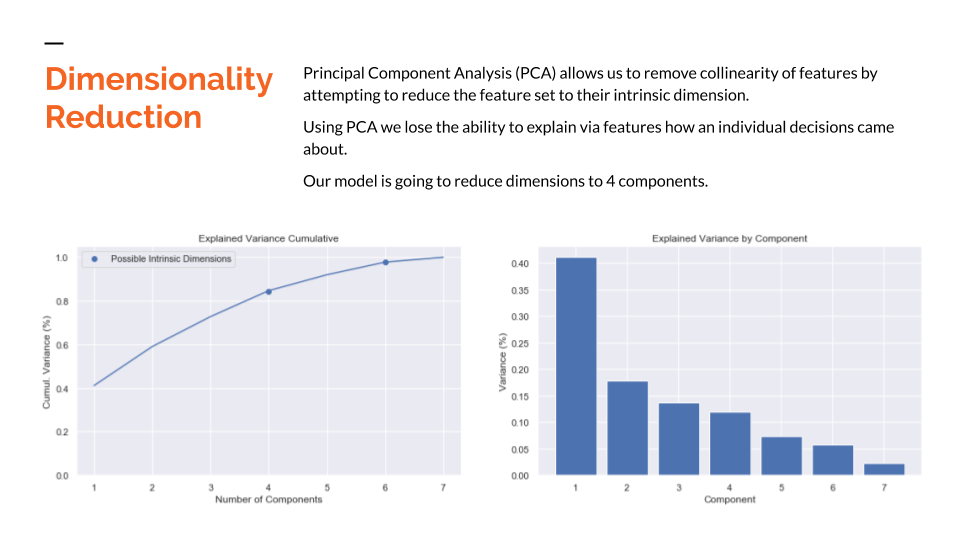 Dimensionality
Reduction
Principal Component Analysis (PCA) allows us to remove collinearity of features by
attempting to reduce the feature set to their intrinsic dimension.
Using PCA we lose the ability to explain via features how an individual decisions came
about.
Our model is going to reduce dimensions to 4 components.
Explained Variance Cumulative
Possible Intrinsic Dimensions
Cumul. Variance (%)
1.0
0.8
0.6
0.4
0.2
0.0
1 2 3 4 5 6 7
Number of Components
Explained Variance by Component
Variance (%)
0.40
0.35
0.30
0.25
0.20
0.15
0.10
0.05
0.00
1 2 3 4 5 6 7
Component